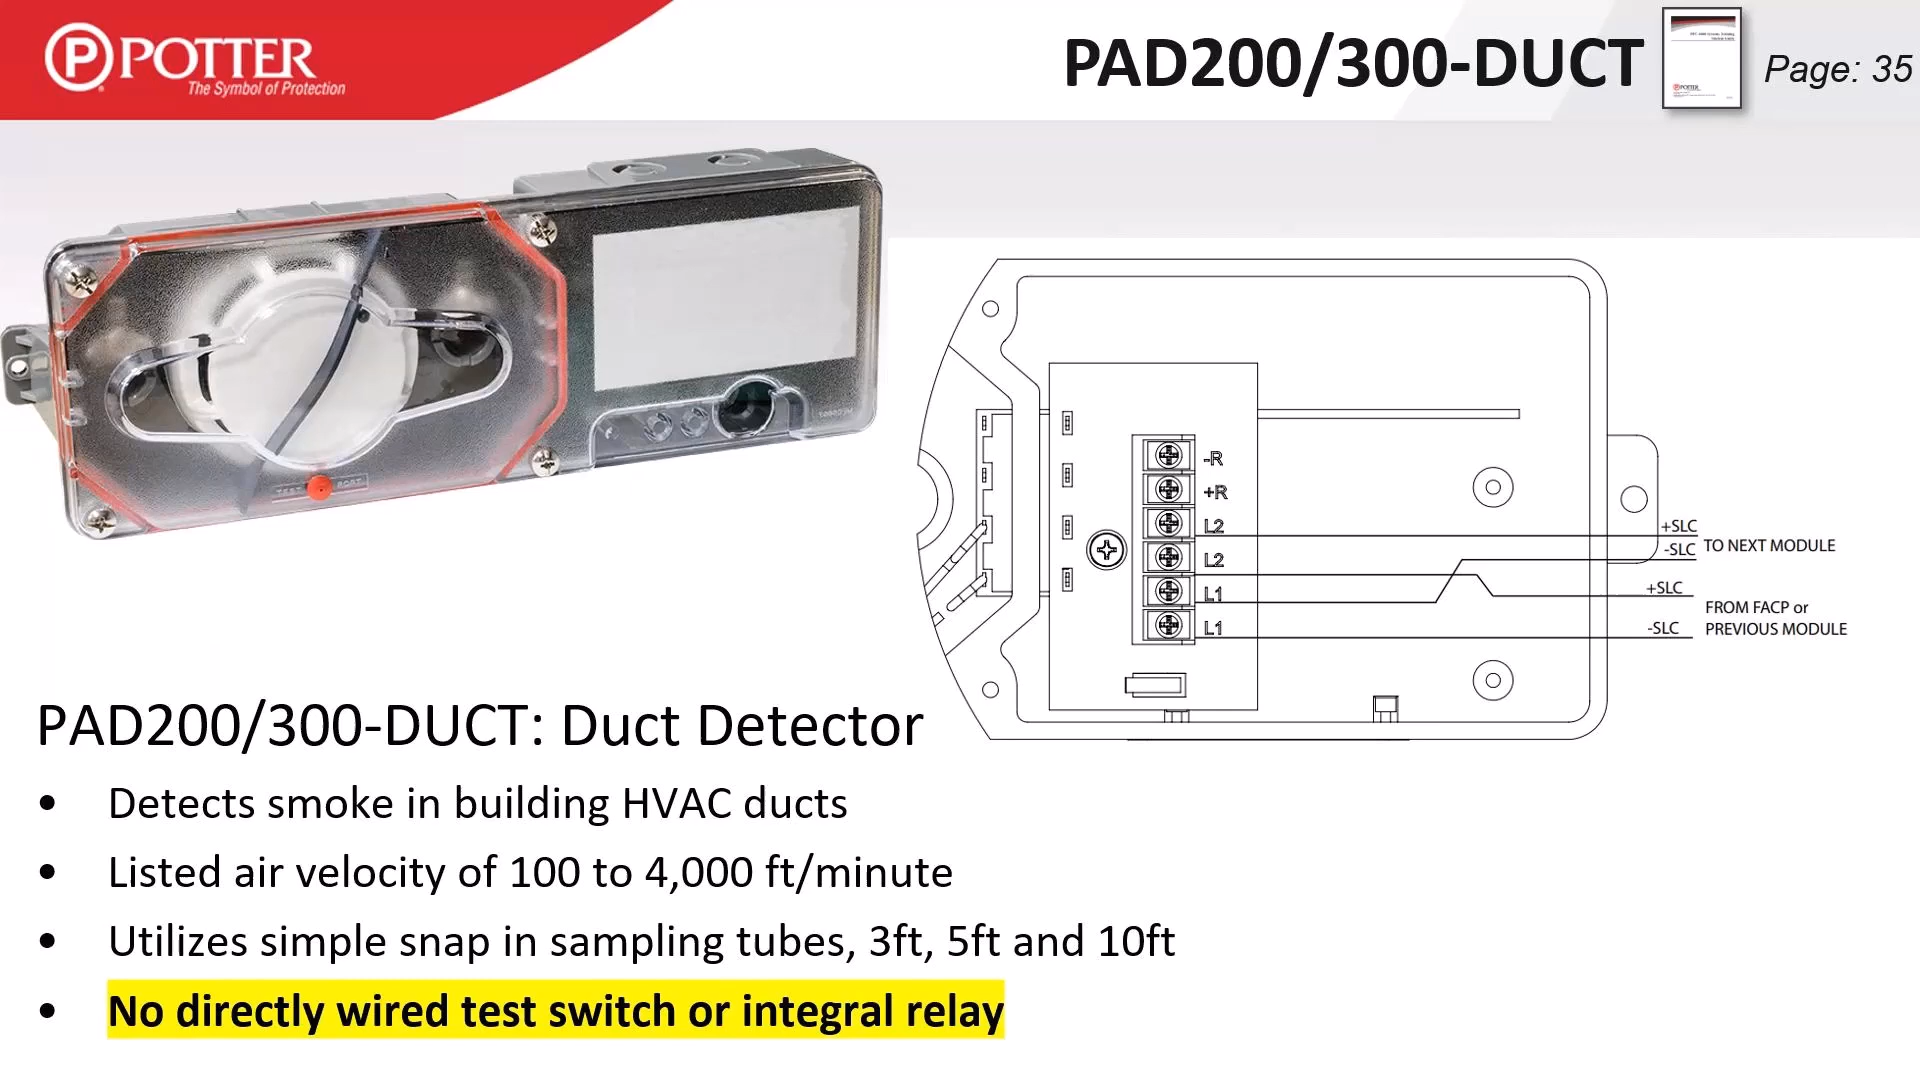 POTTER
The Symbol of Protection
PAD200/300-DUCT
Page: 35
TEST PORT
-R
+R
L2
L2
L1
L1
+SLC
-SLC
TO NEXT MODULE
+SLC
-SLC
FROM FACP or
PREVIOUS MODULE
PAD200/300-DUCT: Duct Detector
• Detects smoke in building HVAC ducts
• Listed air velocity of 100 to 4,000 ft/minute
• Utilizes simple snap in sampling tubes, 3ft, 5ft and 10ft
• No directly wired test switch or integral relay